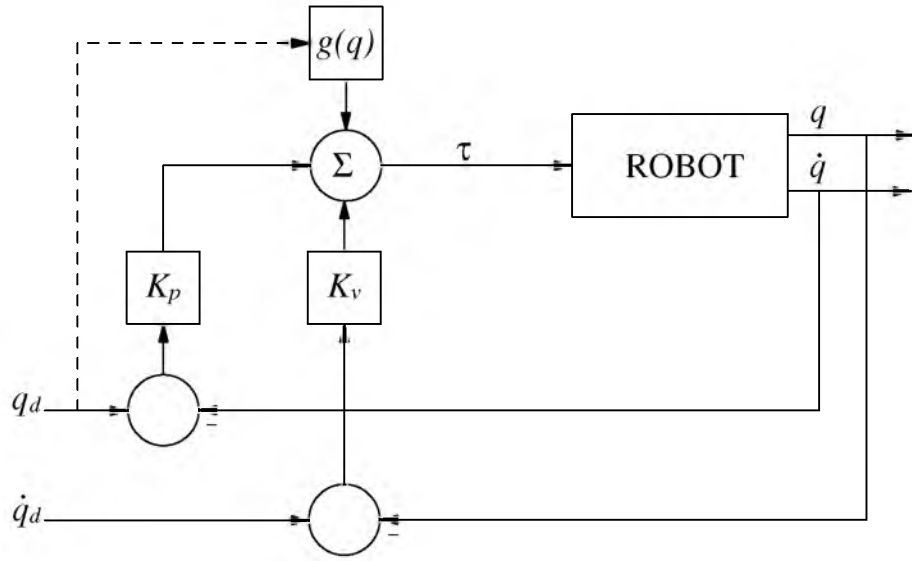 g(q)
q
Σ
τ
ROBOT
q̇
K_p
K_v
q_d
q̇_d